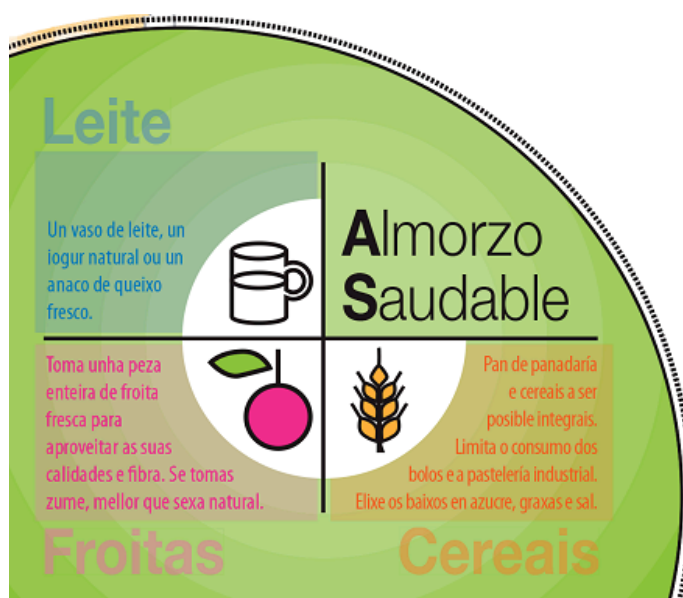 Leite
Un vaso de leite, un
iogur natural ou un
anaco de queixo
fresco.
Almorzo
Saudable
Toma unha peza
enteira de froita
fresca para
aproveitar as suas
calidades e fibra. Se tomas
zume, mellor que sexa natural.
Froitas
Pan de panadaría
e cereais a ser
posible integrais.
Limita o consumo dos
bolos e a pastelería industrial.
Elixe os baixos en azucre, graxas e sal.
Cereais